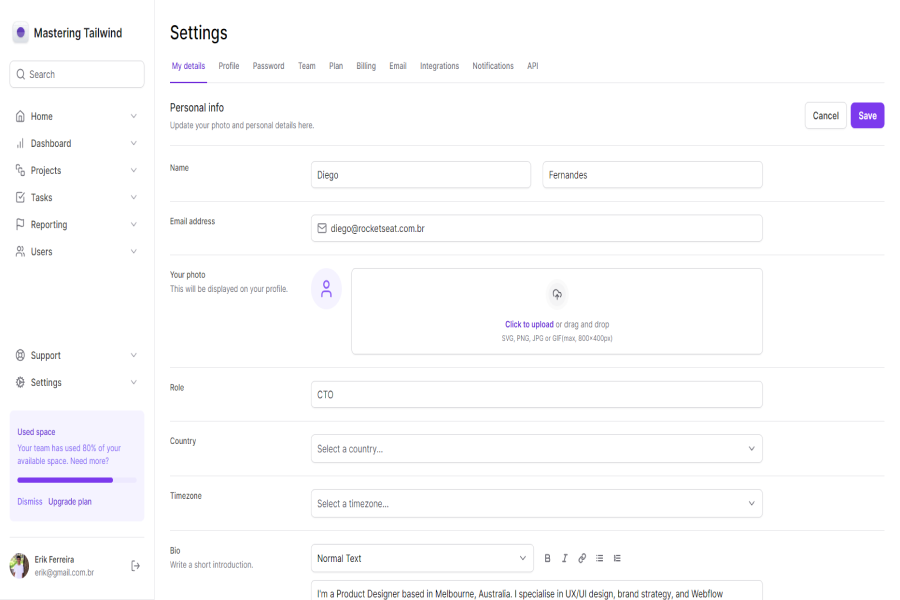 Mastering Tailwind
Search
Home
Dashboard
Projects
Tasks
Reporting
Users
Support
Settings
Used space
Your team has used 80% of your
available space. Need more?
Dismiss Upgrade plan
Erik Ferreira
erik@gmail.com.br
Settings
My details Profile Password Team Plan Billing Email Integrations Notifications API
Personal info
Update your photo and personal details here.
Cancel Save
Name
Diego Fernandes
Email address
diego@rocketseat.com.br
Your photo
This will be displayed on your profile.
Click to upload or drag and drop
SVG, PNG, JPG or GIF(max, 800x400px)
Role
CTO
Country
Select a country...
Timezone
Select a timezone...
Bio
Write a short introduction.
Normal Text
I'm a Product Designer based in Melbourne, Australia. I specialise in UX/UI design, brand strategy, and Webflow